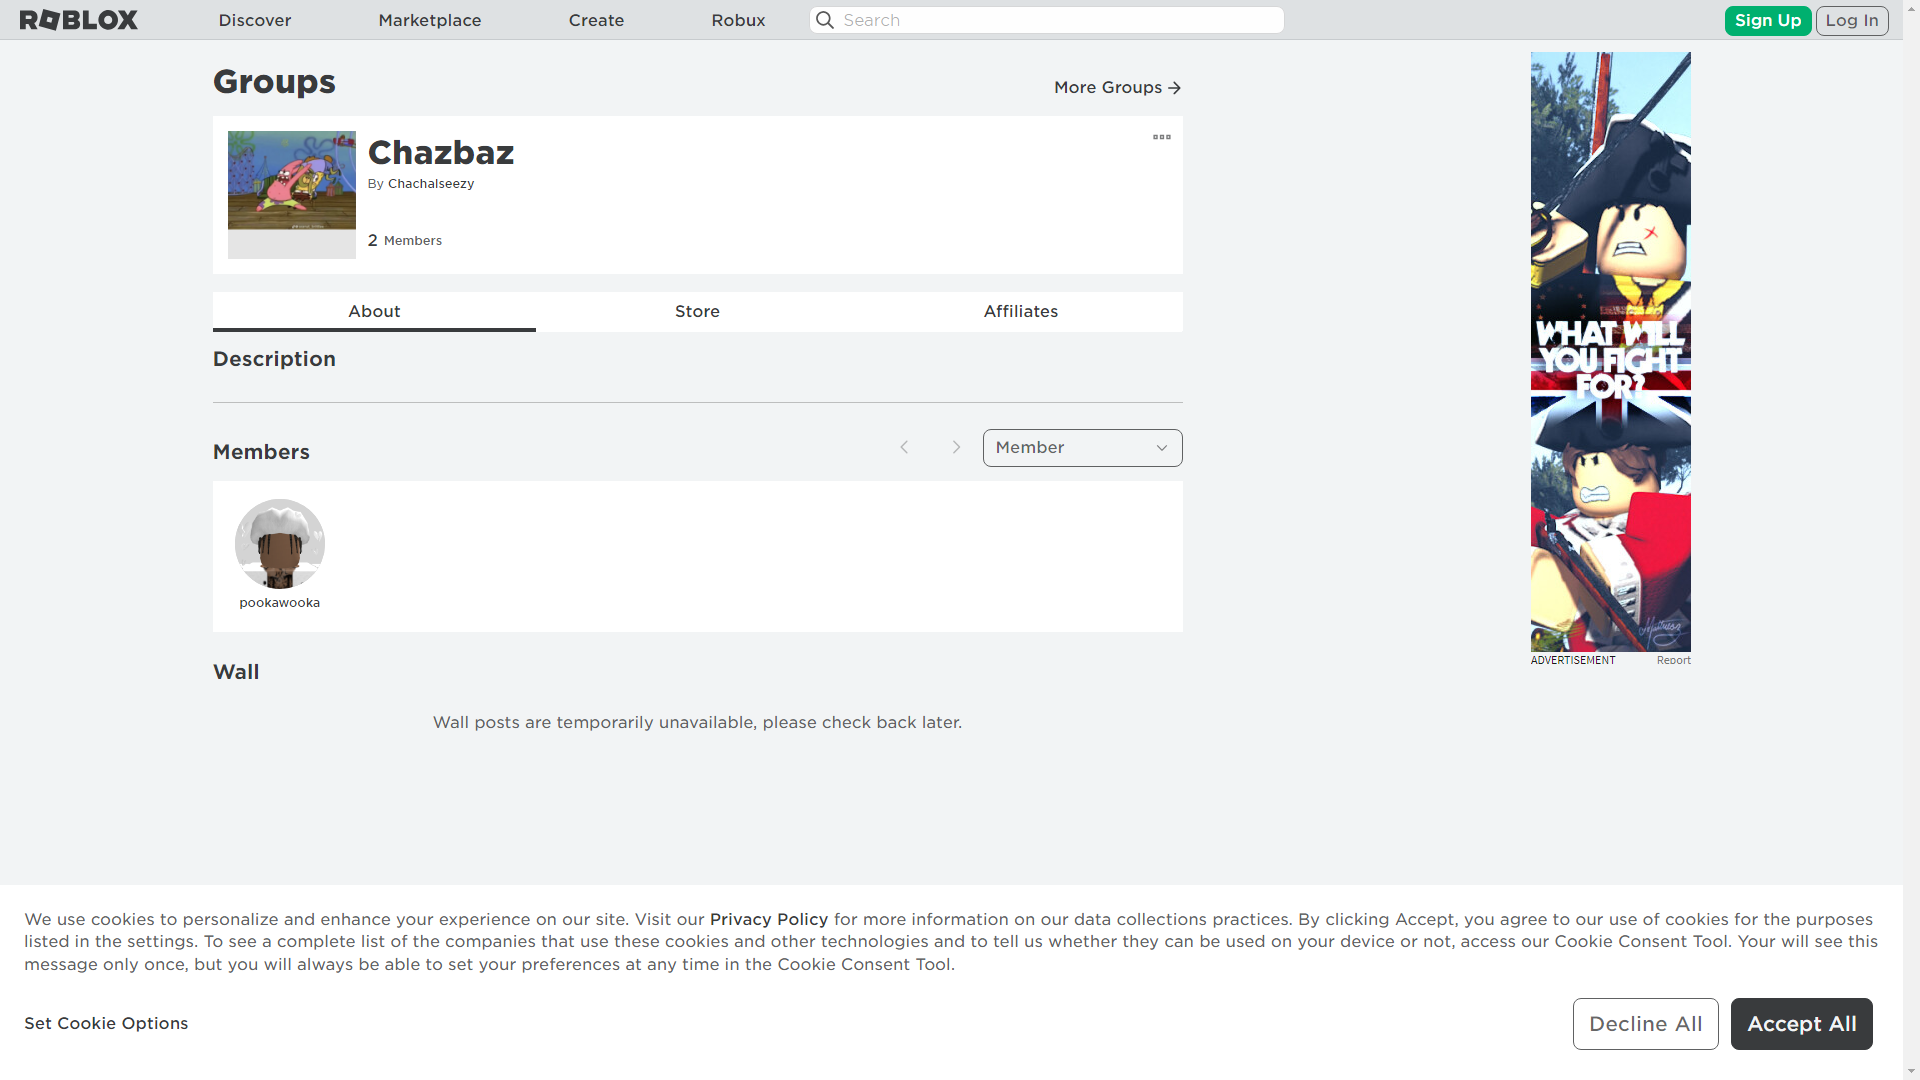 ROBLOX
Discover
Marketplace
Create
Robux
Search
Sign Up
Log In
Groups
More Groups
Chazbaz
By Chachalseezy
2 Members
About
Store
Affiliates
Description
Members
Member
pookawooka
Wall
Wall posts are temporarily unavailable, please check back later.
WHAT WILL
YOU FIGHT
FOR?
ADVERTISEMENT
Report
We use cookies to personalize and enhance your experience on our site. Visit our Privacy Policy for more information on our data collections practices. By clicking Accept, you agree to our use of cookies for the purposes
listed in the settings. To see a complete list of the companies that use these cookies and other technologies and to tell us whether they can be used on your device or not, access our Cookie Consent Tool. Your will see this
message only once, but you will always be able to set your preferences at any time in the Cookie Consent Tool.
Set Cookie Options
Decline All
Accept All